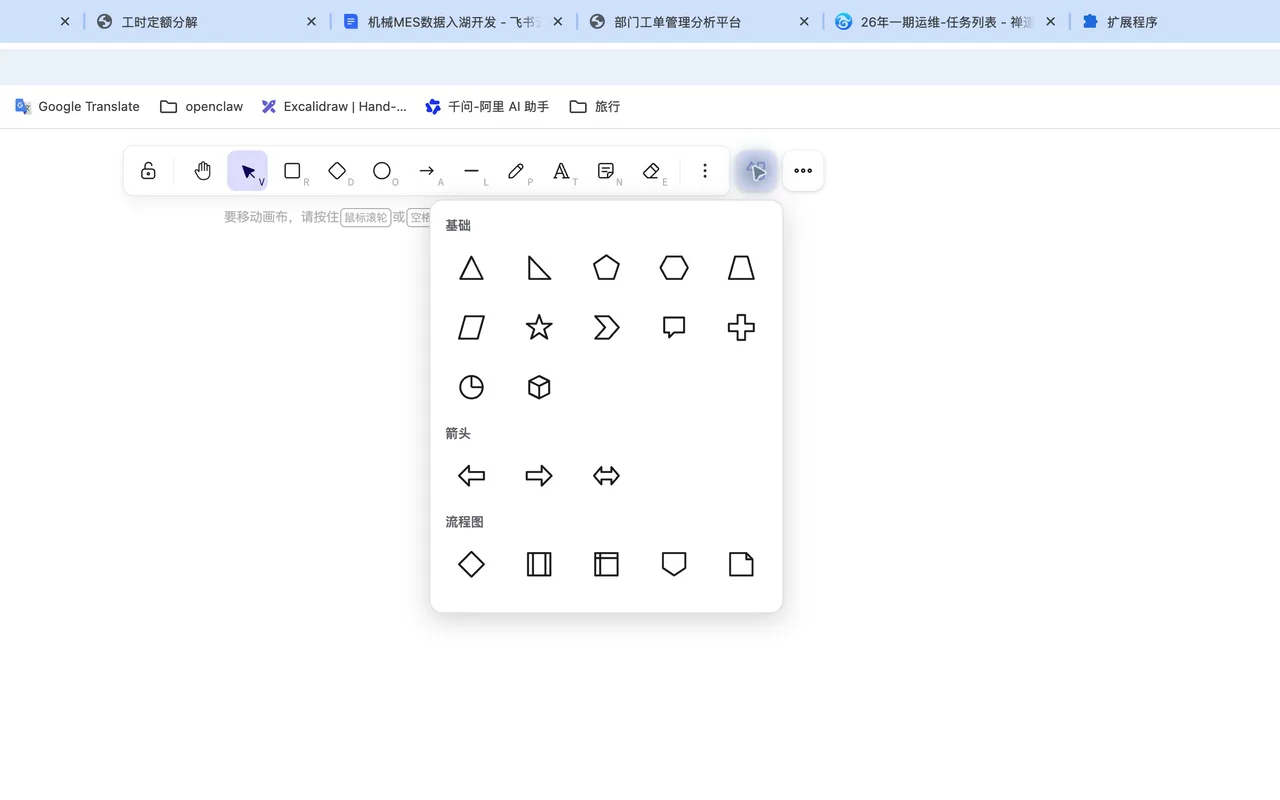 工时定额分解
机械MES数据入湖开发 - 飞书
部门工单管理分析平台
26年一期运维-任务列表 - 禅道
扩展程序
Google Translate
openclaw
Excalidraw | Hand-...
千问-阿里 AI 助手
旅行
V
R
D
O
A
L
P
T
N
E
要移动画布，请按住 鼠标滚轮 或 空格
基础
箭头
流程图